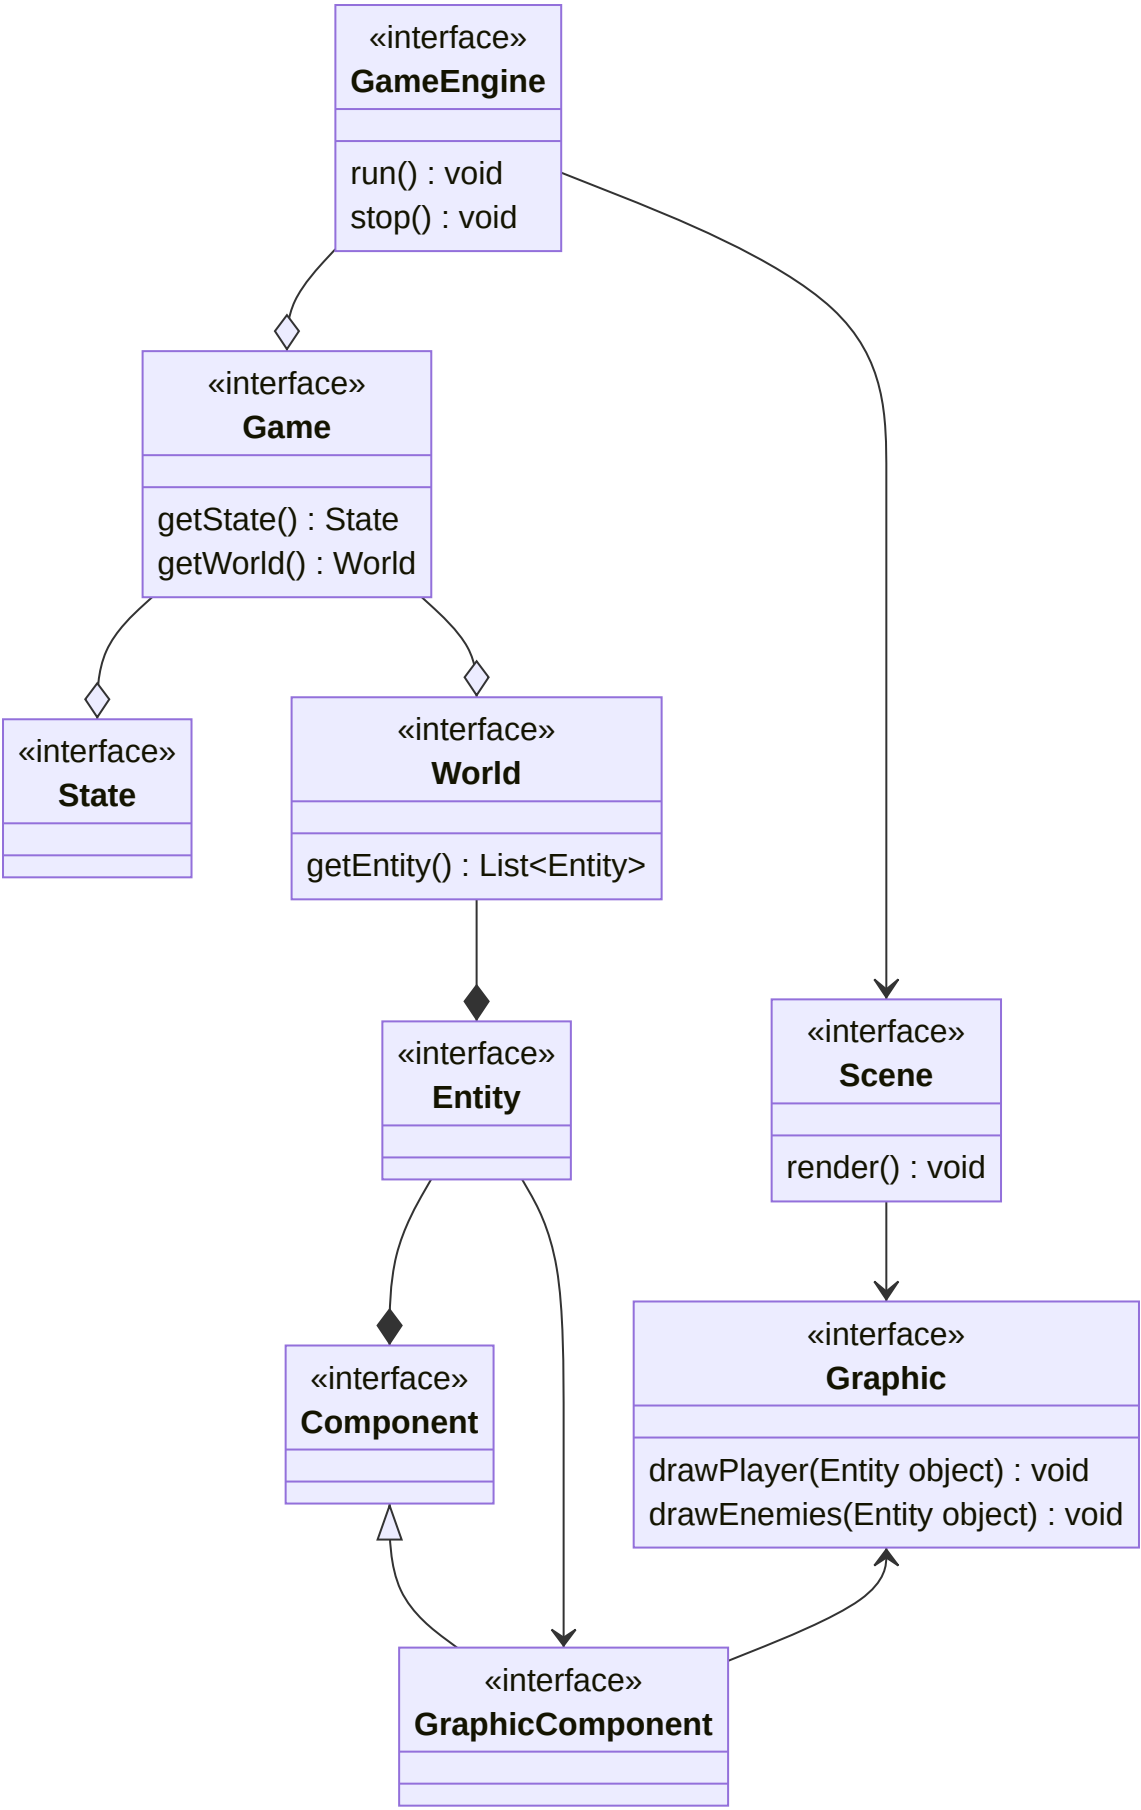 «interface»
GameEngine
run() : void
stop() : void
«interface»
Game
getState() : State
getWorld() : World
«interface»
State
«interface»
World
getEntity() : List<Entity>
«interface»
Entity
«interface»
Scene
render() : void
«interface»
Component
«interface»
Graphic
drawPlayer(Entity object) : void
drawEnemies(Entity object) : void
«interface»
GraphicComponent